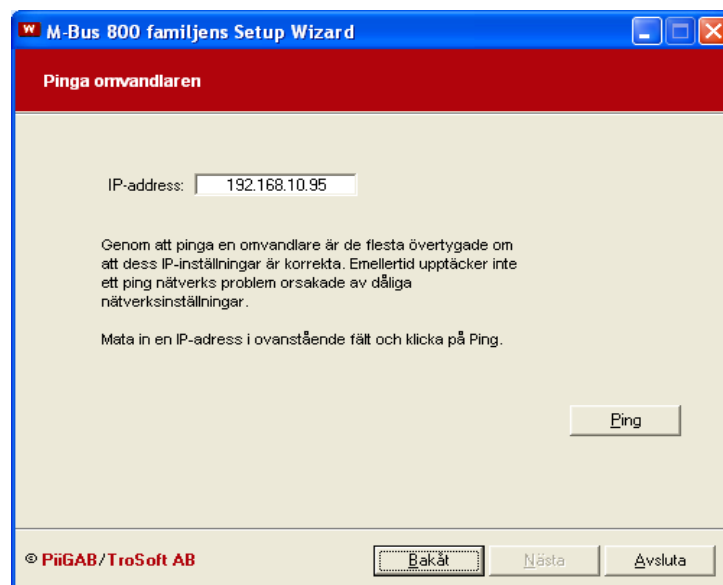 M-Bus 800 familjens Setup Wizard
Pinga omvandlaren
IP-address: 192.168.10.95
Genom att pinga en omvandlare är de flesta övertygade om
att dess IP-inställningar är korrekta. Emellertid upptäcker inte
ett ping nätverks problem orsakade av dåliga
nätverksinställningar.
Mata in en IP-adress i ovanstående fält och klicka på Ping.
Ping
© PiiGAB/TroSoft AB
Bakåt
Nästa
Avsluta